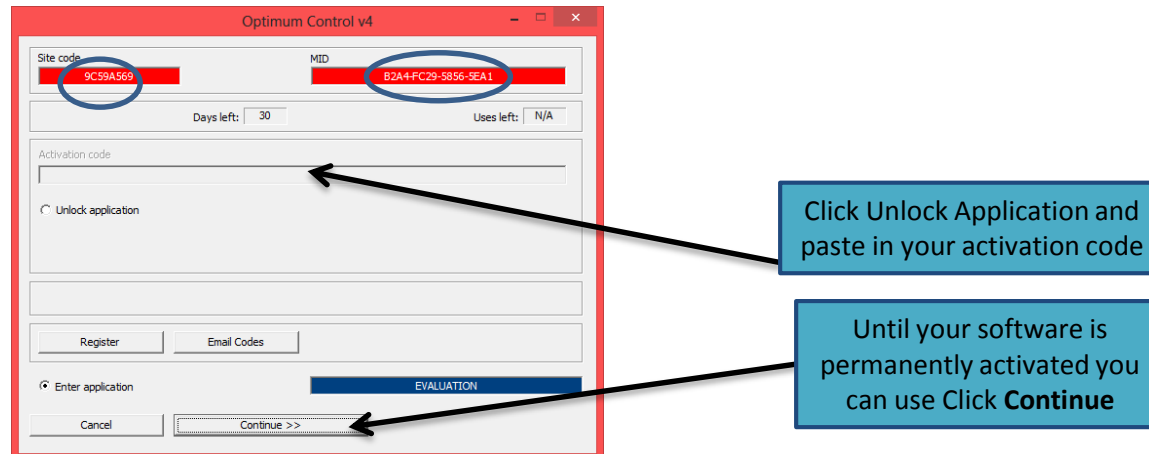 Optimum Control v4
Site code
MID
9C59A569
B2A4-FC29-5856-5EA1
Days left: 30
Uses left: N/A
Activation code
Unlock application
Click Unlock Application and
paste in your activation code
Register
Email Codes
Until your software is
permanently activated you
can use Click Continue
Enter application
EVALUATION
Cancel
Continue >>